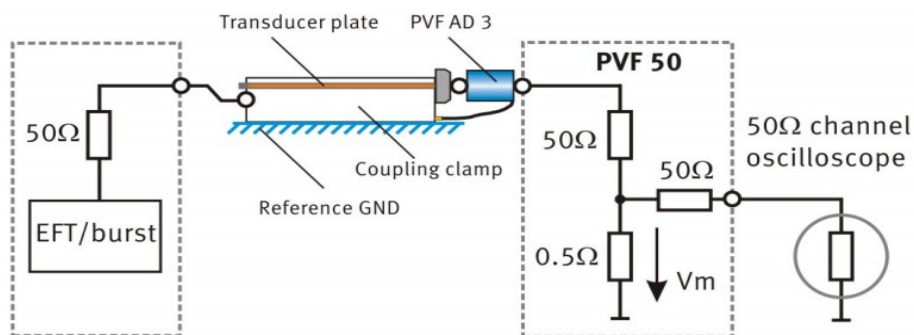 Transducer plate
PVF AD 3
PVF 50
50Ω
50Ω
50Ω
50Ω channel
oscilloscope
Coupling clamp
Reference GND
EFT/burst
0.5Ω
Vm